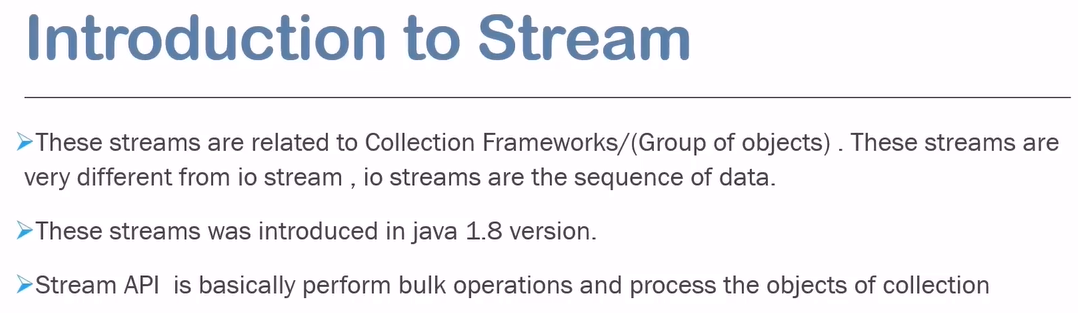 Introduction to Stream
➢These streams are related to Collection Frameworks/(Group of objects) . These streams are
very different from io stream , io streams are the sequence of data.
➢These streams was introduced in java 1.8 version.
➢Stream API  is basically perform bulk operations and process the objects of collection